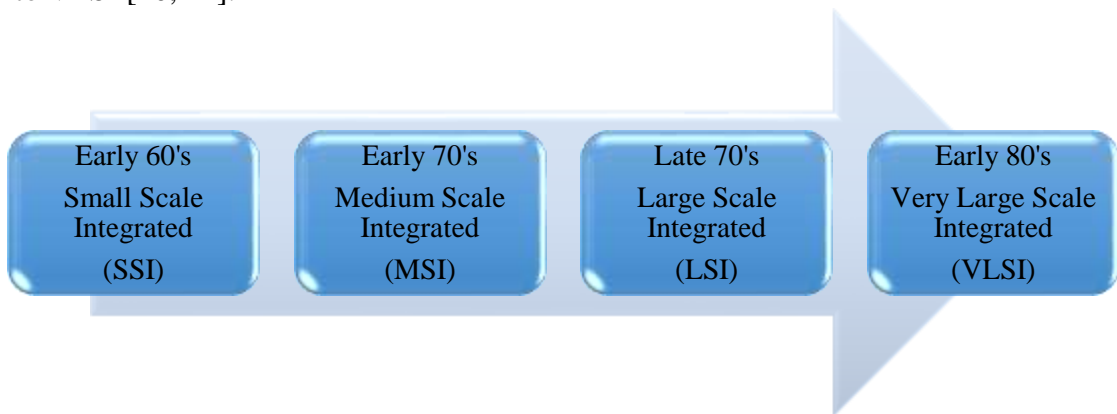 Early 60's
Small Scale
Integrated
(SSI)
Early 70's
Medium Scale
Integrated
(MSI)
Late 70's
Large Scale
Integrated
(LSI)
Early 80's
Very Large Scale
Integrated
(VLSI)